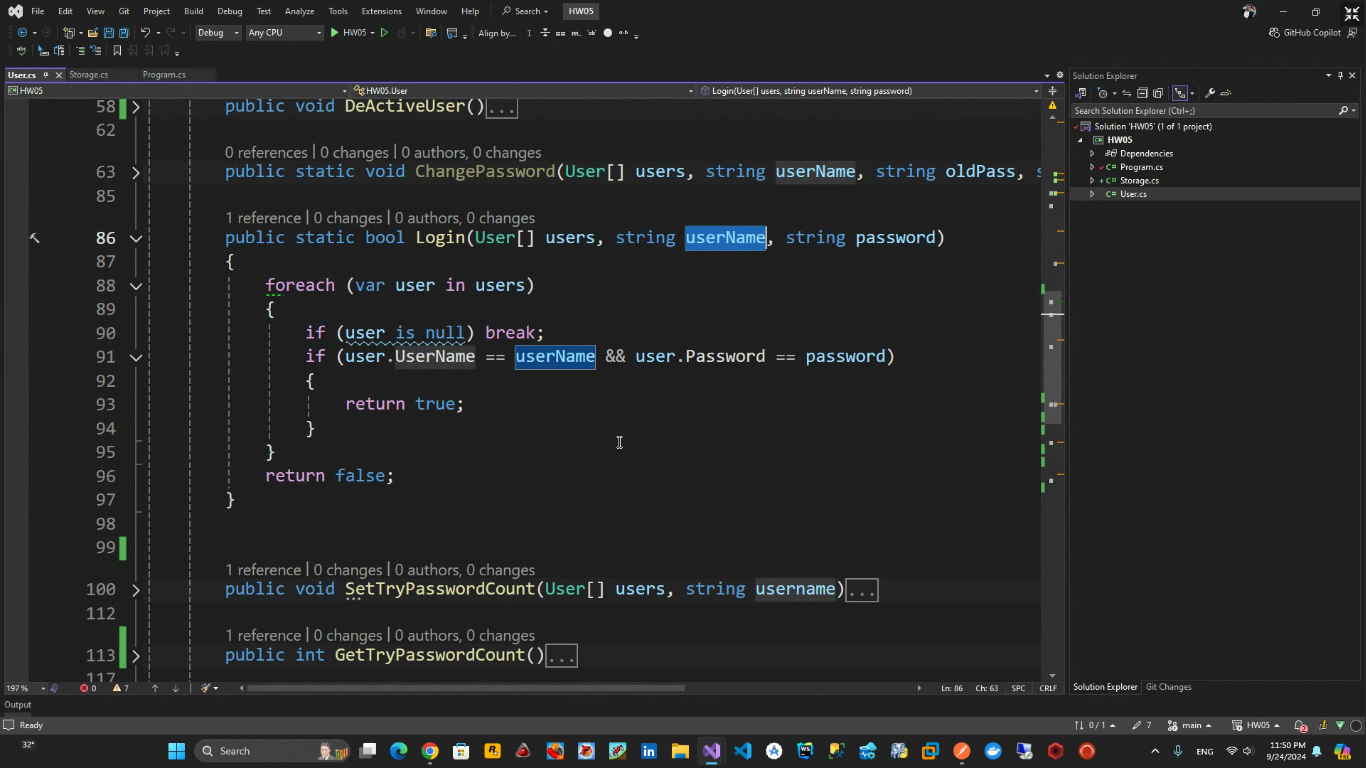 File Edit View Git Project Build Debug Test Analyze Tools Extensions Window Help Search HW05
Debug Any CPU HW05 Align by... GitHub Copilot
User.cs Storage.cs Program.cs
HW05 HW05.User Login(User[] users, string userName, string password)
58 public void DeActiveUser()...
62
0 references | 0 changes | 0 authors, 0 changes
63 public static void ChangePassword(User[] users, string userName, string oldPass, s
85
1 reference | 0 changes | 0 authors, 0 changes
86 public static bool Login(User[] users, string userName, string password)
87 {
88 foreach (var user in users)
89 {
90 if (user is null) break;
91 if (user.UserName == userName && user.Password == password)
92 {
93 return true;
94 }
95 }
96 return false;
97 }
98
99
1 reference | 0 changes | 0 authors, 0 changes
100 public void SetTryPasswordCount(User[] users, string username)...
112
1 reference | 0 changes | 0 authors, 0 changes
113 public int GetTryPasswordCount()...
117
197 % 0 7 Ln: 86 Ch: 63 SPC CRLF
Solution Explorer
Search Solution Explorer (Ctrl+;)
Solution 'HW05' (1 of 1 project)
HW05
Dependencies
Program.cs
Storage.cs
User.cs
Solution Explorer Git Changes
Output
Ready 0 / 1 7 main HW05 2
32° Search ENG 11:50 PM
9/24/2024